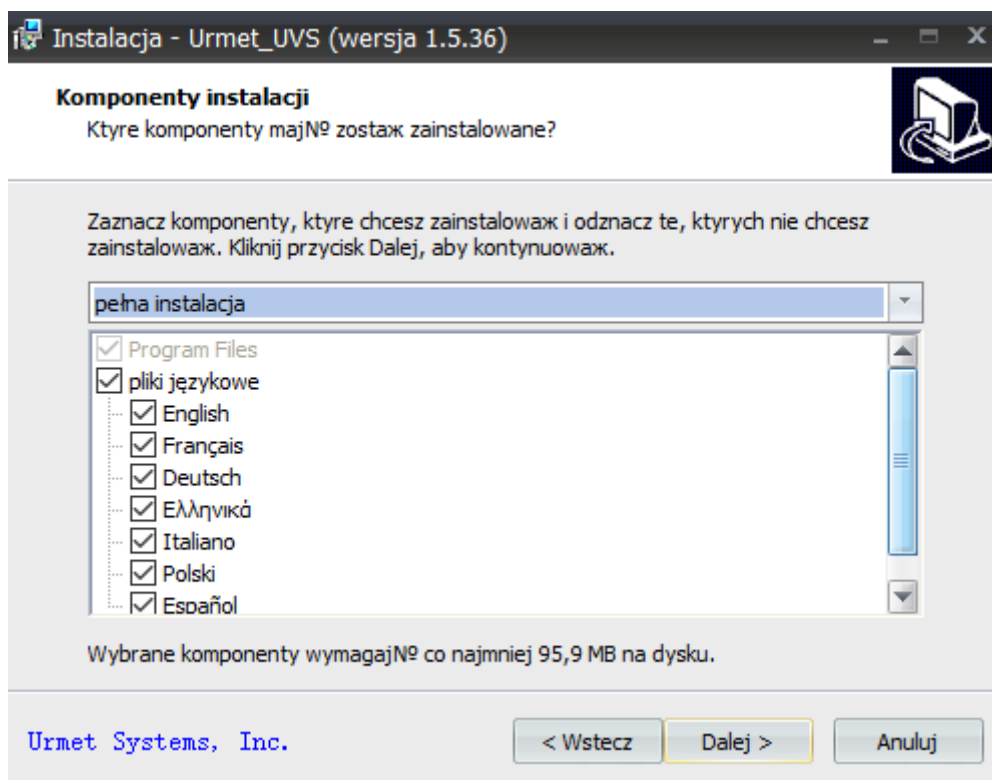 Instalacja - Urmet_UVS (wersja 1.5.36)
Komponenty instalacji
Ktyre komponenty maj№ zostaж zainstalowane?
Zaznacz komponenty, ktyre chcesz zainstalowaж i odznacz te, ktyrych nie chcesz
zainstalowaж. Kliknij przycisk Dalej, aby kontynuowaж.
pełna instalacja
Program Files
pliki językowe
English
Français
Deutsch
Ελληνικά
Italiano
Polski
Español
Wybrane komponenty wymagaj№ co najmniej 95,9 MB na dysku.
Urmet Systems, Inc.
< Wstecz
Dalej >
Anuluj